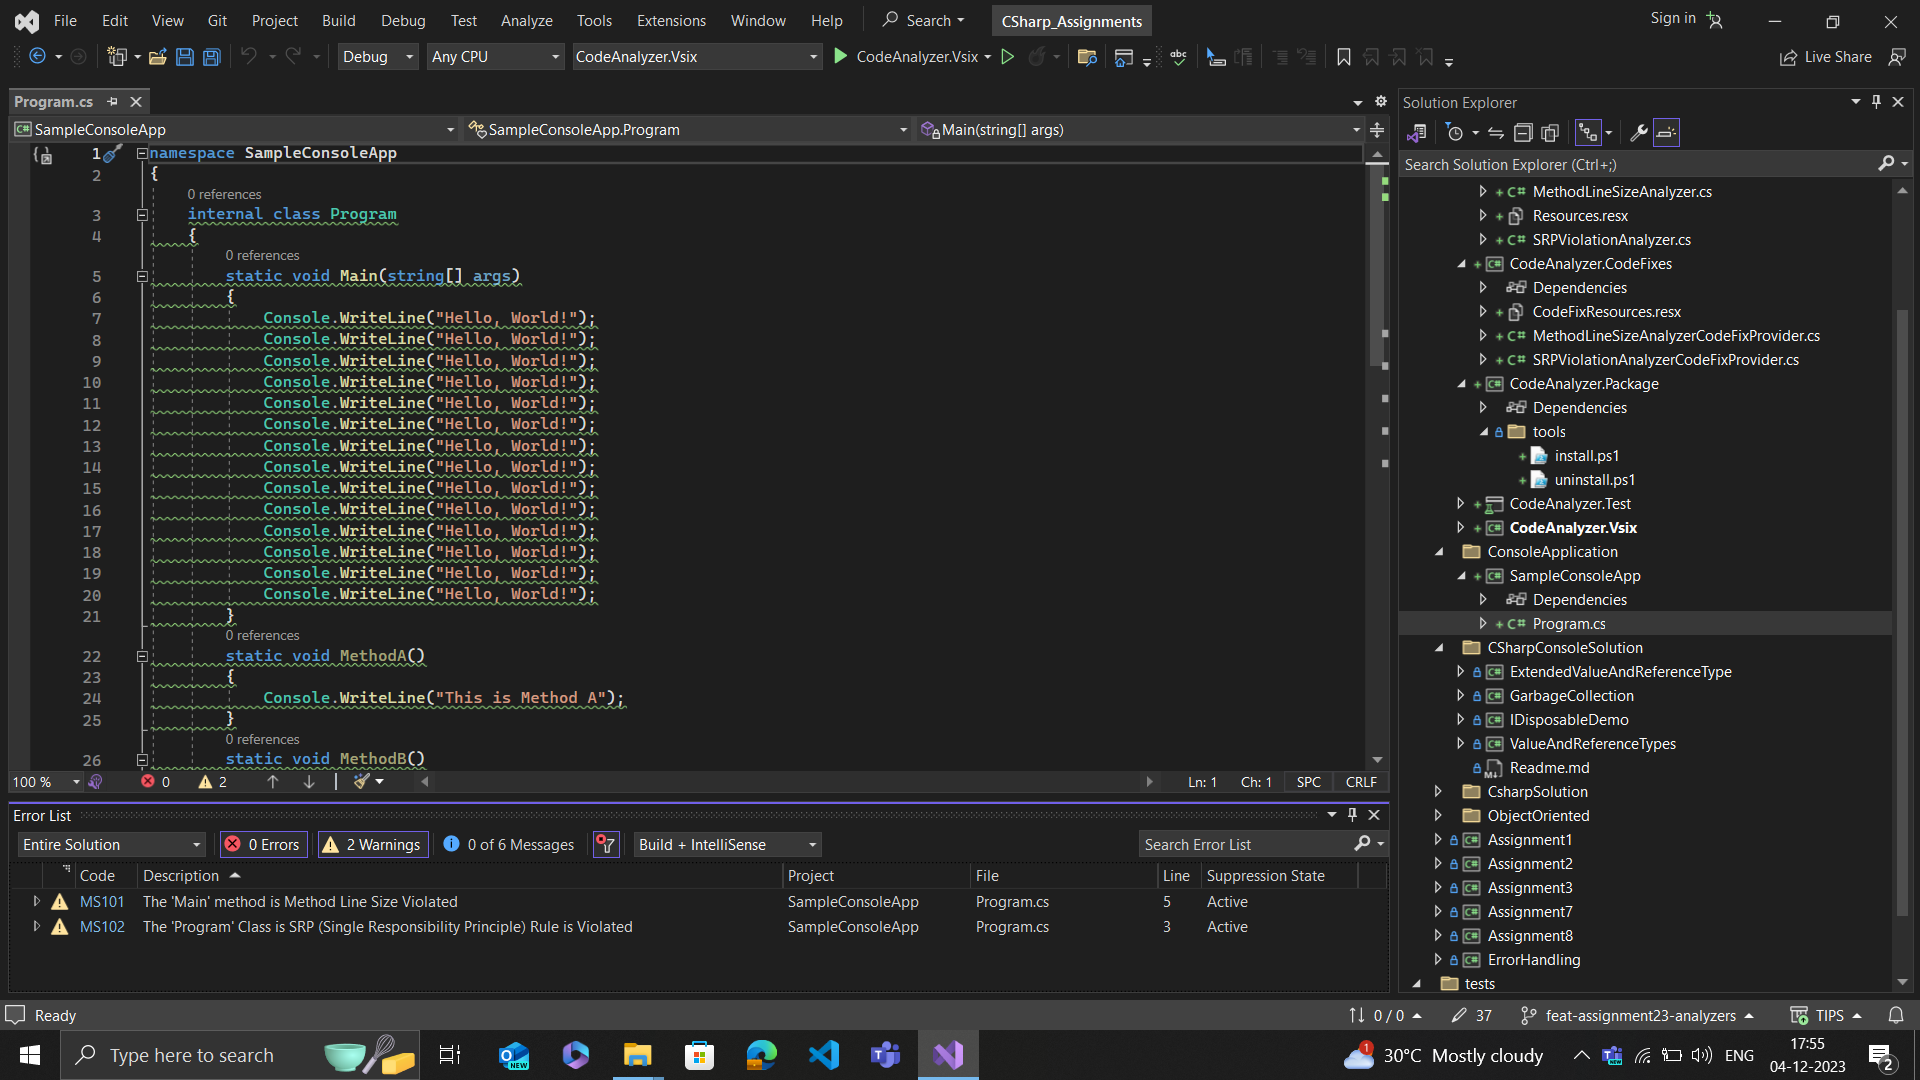 File Edit View Git Project Build Debug Test Analyze Tools Extensions Window Help Search CSharp_Assignments Sign in
Debug Any CPU CodeAnalyzer.Vsix CodeAnalyzer.Vsix Live Share
Program.cs
SampleConsoleApp SampleConsoleApp.Program Main(string[] args)
1 namespace SampleConsoleApp
2 {
0 references
3 internal class Program
4 {
0 references
5 static void Main(string[] args)
6 {
7 Console.WriteLine("Hello, World!");
8 Console.WriteLine("Hello, World!");
9 Console.WriteLine("Hello, World!");
10 Console.WriteLine("Hello, World!");
11 Console.WriteLine("Hello, World!");
12 Console.WriteLine("Hello, World!");
13 Console.WriteLine("Hello, World!");
14 Console.WriteLine("Hello, World!");
15 Console.WriteLine("Hello, World!");
16 Console.WriteLine("Hello, World!");
17 Console.WriteLine("Hello, World!");
18 Console.WriteLine("Hello, World!");
19 Console.WriteLine("Hello, World!");
20 Console.WriteLine("Hello, World!");
21 }
0 references
22 static void MethodA()
23 {
24 Console.WriteLine("This is Method A");
25 }
0 references
26 static void MethodB()
100 % 0 2 Ln: 1 Ch: 1 SPC CRLF
Error List
Entire Solution 0 Errors 2 Warnings 0 of 6 Messages Build + IntelliSense Search Error List
Code Description Project File Line Suppression State
MS101 The 'Main' method is Method Line Size Violated SampleConsoleApp Program.cs 5 Active
MS102 The 'Program' Class is SRP (Single Responsibility Principle) Rule is Violated SampleConsoleApp Program.cs 3 Active
Solution Explorer
Search Solution Explorer (Ctrl+;)
MethodLineSizeAnalyzer.cs
Resources.resx
SRPViolationAnalyzer.cs
CodeAnalyzer.CodeFixes
Dependencies
CodeFixResources.resx
MethodLineSizeAnalyzerCodeFixProvider.cs
SRPViolationAnalyzerCodeFixProvider.cs
CodeAnalyzer.Package
Dependencies
tools
install.ps1
uninstall.ps1
CodeAnalyzer.Test
CodeAnalyzer.Vsix
ConsoleApplication
SampleConsoleApp
Dependencies
Program.cs
CSharpConsoleSolution
ExtendedValueAndReferenceType
GarbageCollection
IDisposableDemo
ValueAndReferenceTypes
Readme.md
CsharpSolution
ObjectOriented
Assignment1
Assignment2
Assignment3
Assignment7
Assignment8
ErrorHandling
tests
Ready 0 / 0 37 feat-assignment23-analyzers TIPS
Type here to search 30°C Mostly cloudy ENG 17:55
04-12-2023